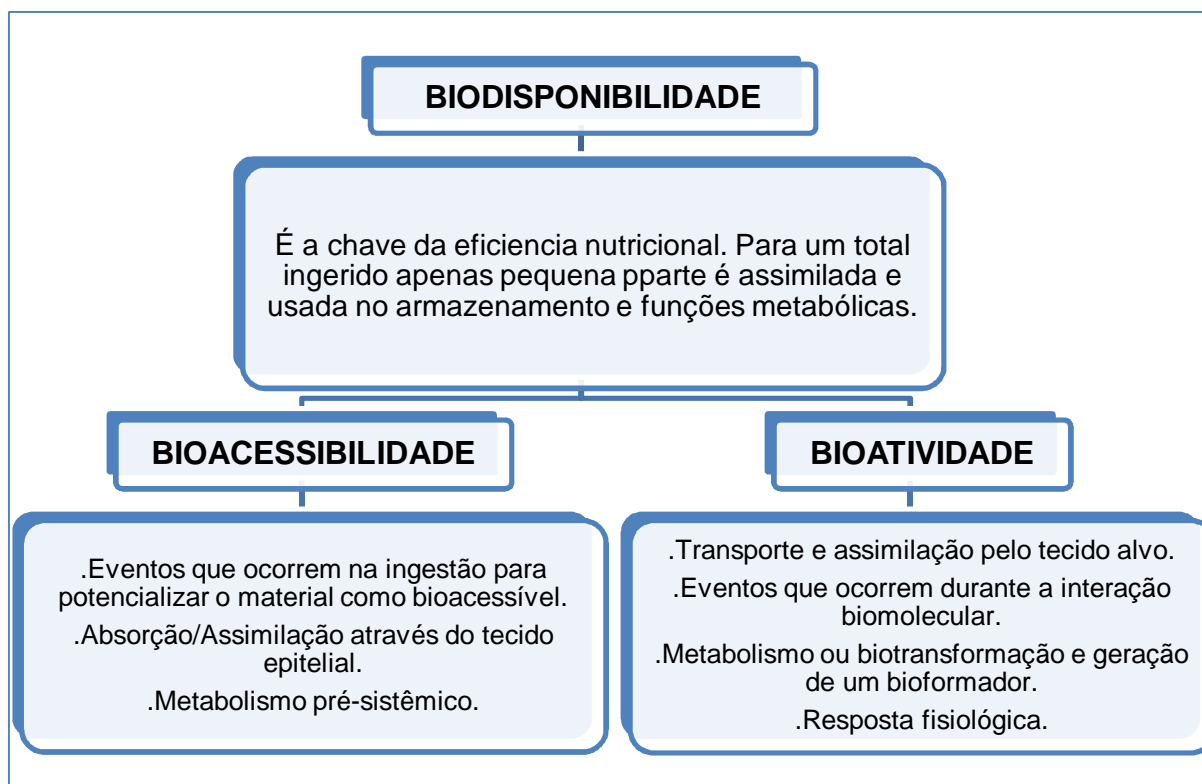 BIODISPONIBILIDADE
É a chave da eficiencia nutricional. Para um total
ingerido apenas pequena pparte é assimilada e
usada no armazenamento e funções metabólicas.
BIOACESSIBILIDADE
.Eventos que ocorrem na ingestão para
potencializar o material como bioacessível.
.Absorção/Assimilação através do tecido
epitelial.
.Metabolismo pré-sistêmico.
BIOATIVIDADE
.Transporte e assimilação pelo tecido alvo.
.Eventos que ocorrem durante a interação
biomolecular.
.Metabolismo ou biotransformação e geração
de um bioformador.
.Resposta fisiológica.